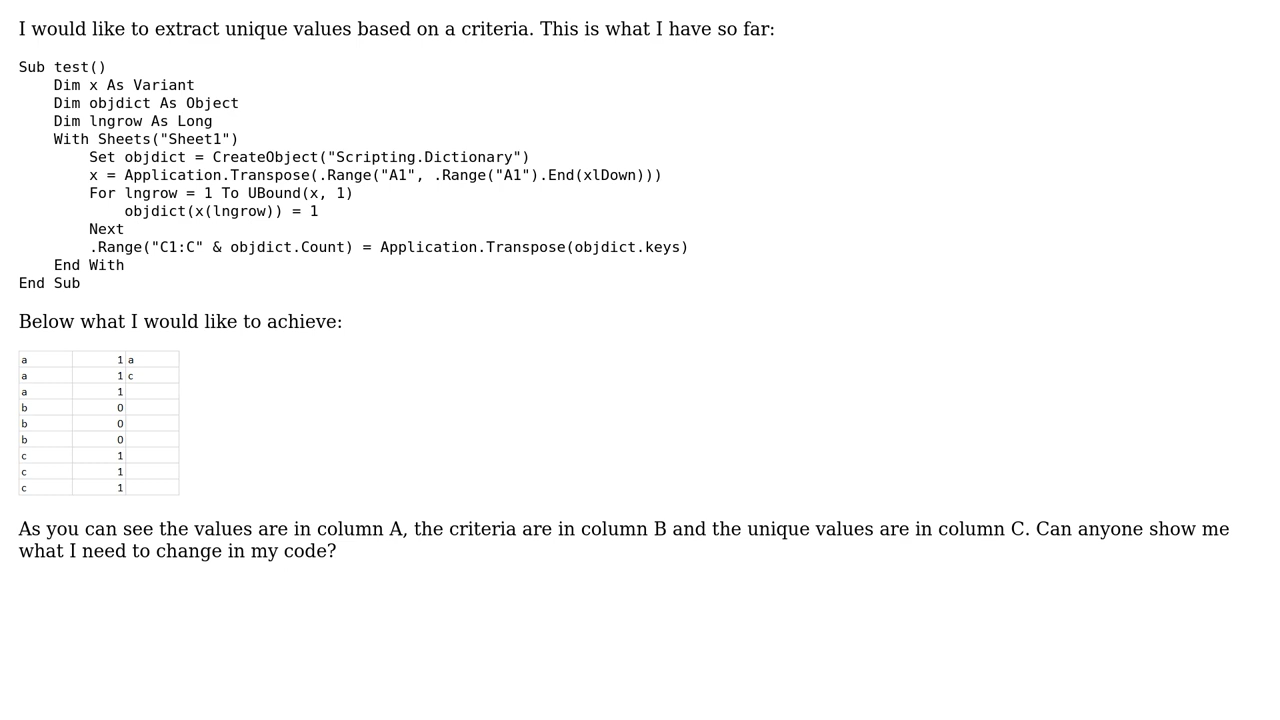 I would like to extract unique values based on a criteria. This is what I have so far:
Sub test()
    Dim x As Variant
    Dim objdict As Object
    Dim lngrow As Long
    With Sheets("Sheet1")
        Set objdict = CreateObject("Scripting.Dictionary")
        x = Application.Transpose(.Range("A1", .Range("A1").End(xlDown)))
        For lngrow = 1 To UBound(x, 1)
            objdict(x(lngrow)) = 1
        Next
        .Range("C1:C" & objdict.Count) = Application.Transpose(objdict.keys)
    End With
End Sub
Below what I would like to achieve:
a 1 a
a 1 c
a 1
b 0
b 0
b 0
c 1
c 1
c 1
As you can see the values are in column A, the criteria are in column B and the unique values are in column C. Can anyone show me
what I need to change in my code?